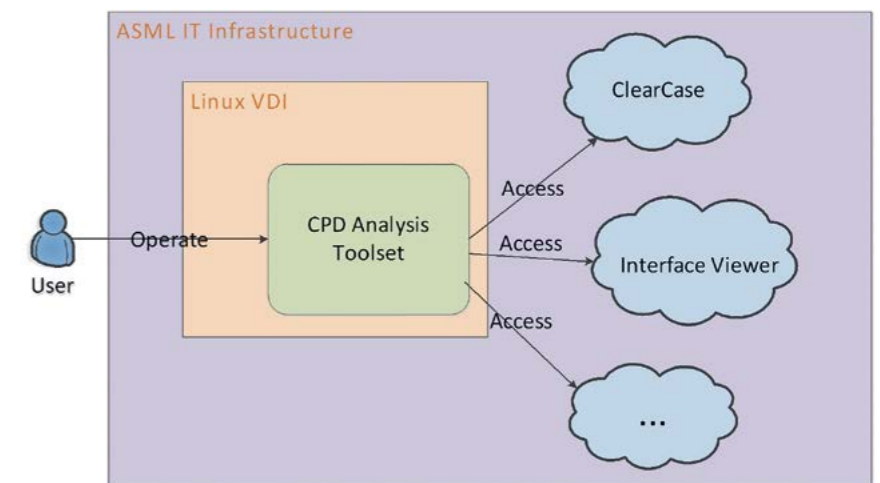 ASML IT Infrastructure
Linux VDI
ClearCase
Access
CPD Analysis
Toolset
Operate
Access
Interface Viewer
User
Access
...